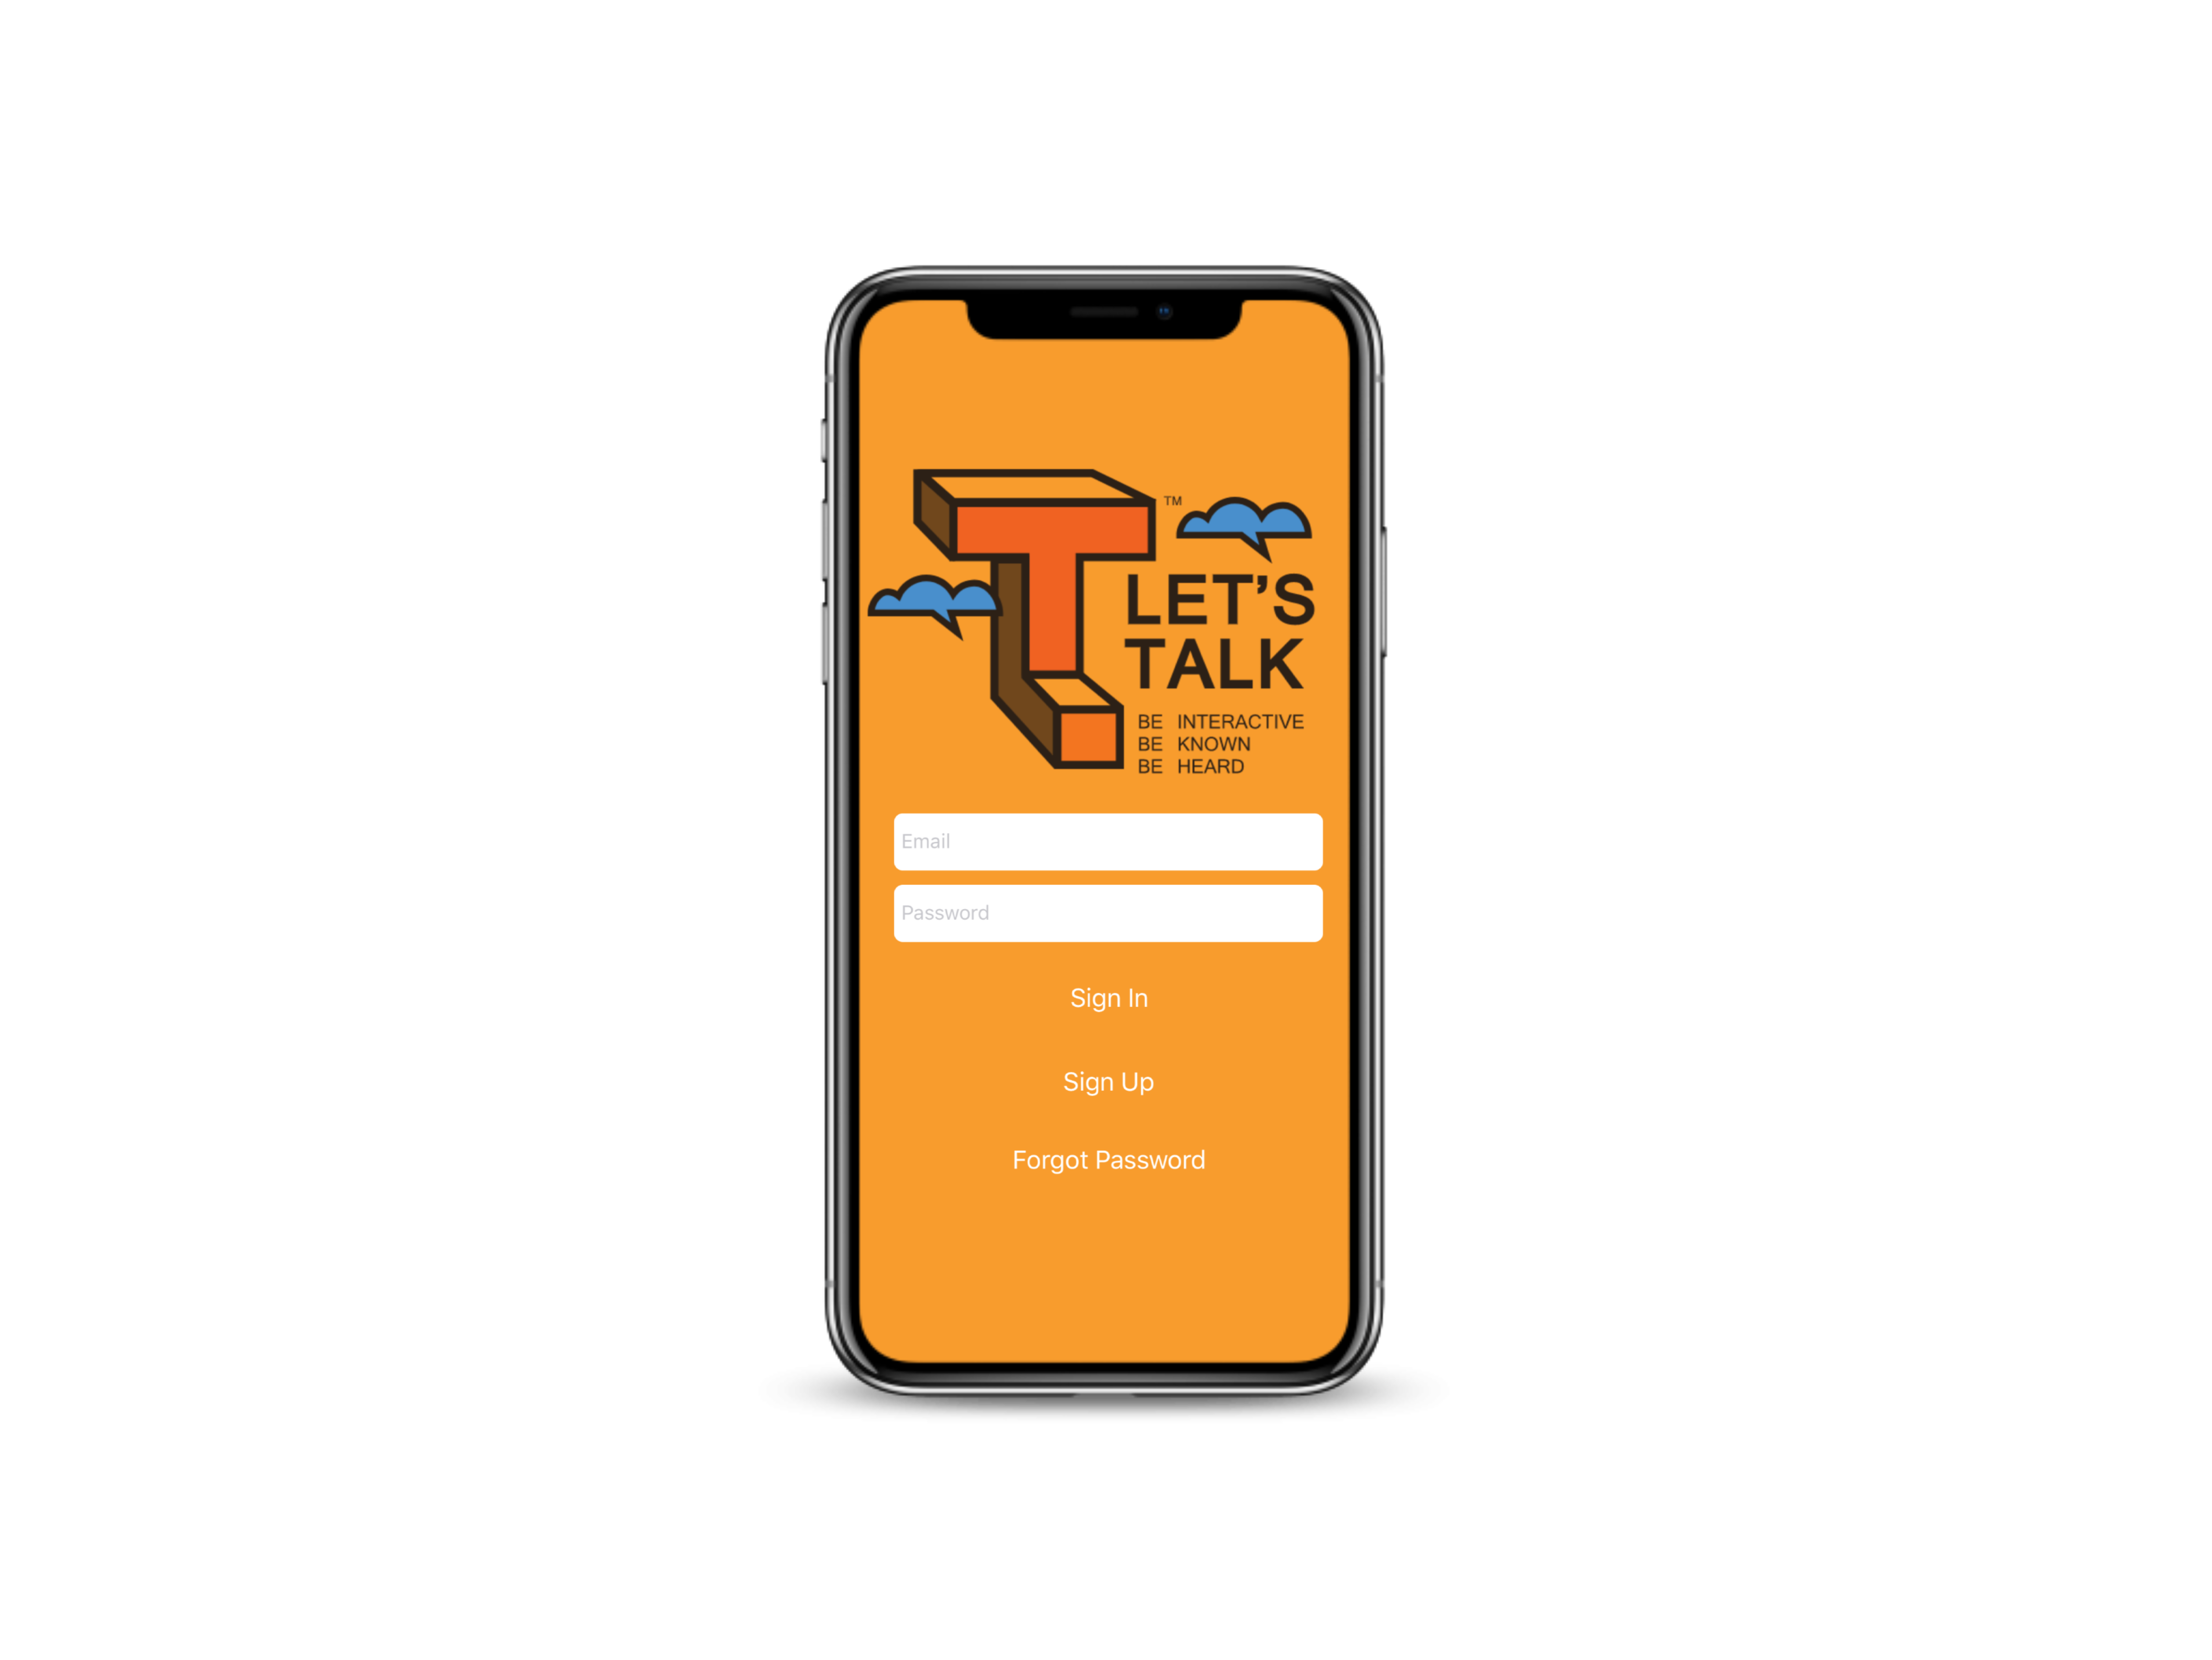 T
TM
LET’S
TALK
BE INTERACTIVE
BE KNOWN
BE HEARD
Email
Password
Sign In
Sign Up
Forgot Password